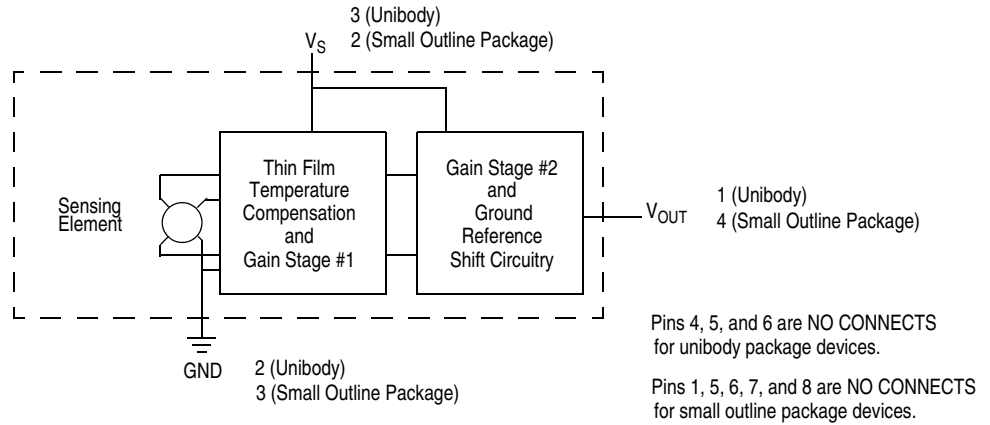 3 (Unibody)
V_S 2 (Small Outline Package)
Sensing
Element
Thin Film
Temperature
Compensation
and
Gain Stage #1
Gain Stage #2
and
Ground
Reference
Shift Circuitry
V_OUT
1 (Unibody)
4 (Small Outline Package)
GND
2 (Unibody)
3 (Small Outline Package)
Pins 4, 5, and 6 are NO CONNECTS
for unibody package devices.
Pins 1, 5, 6, 7, and 8 are NO CONNECTS
for small outline package devices.